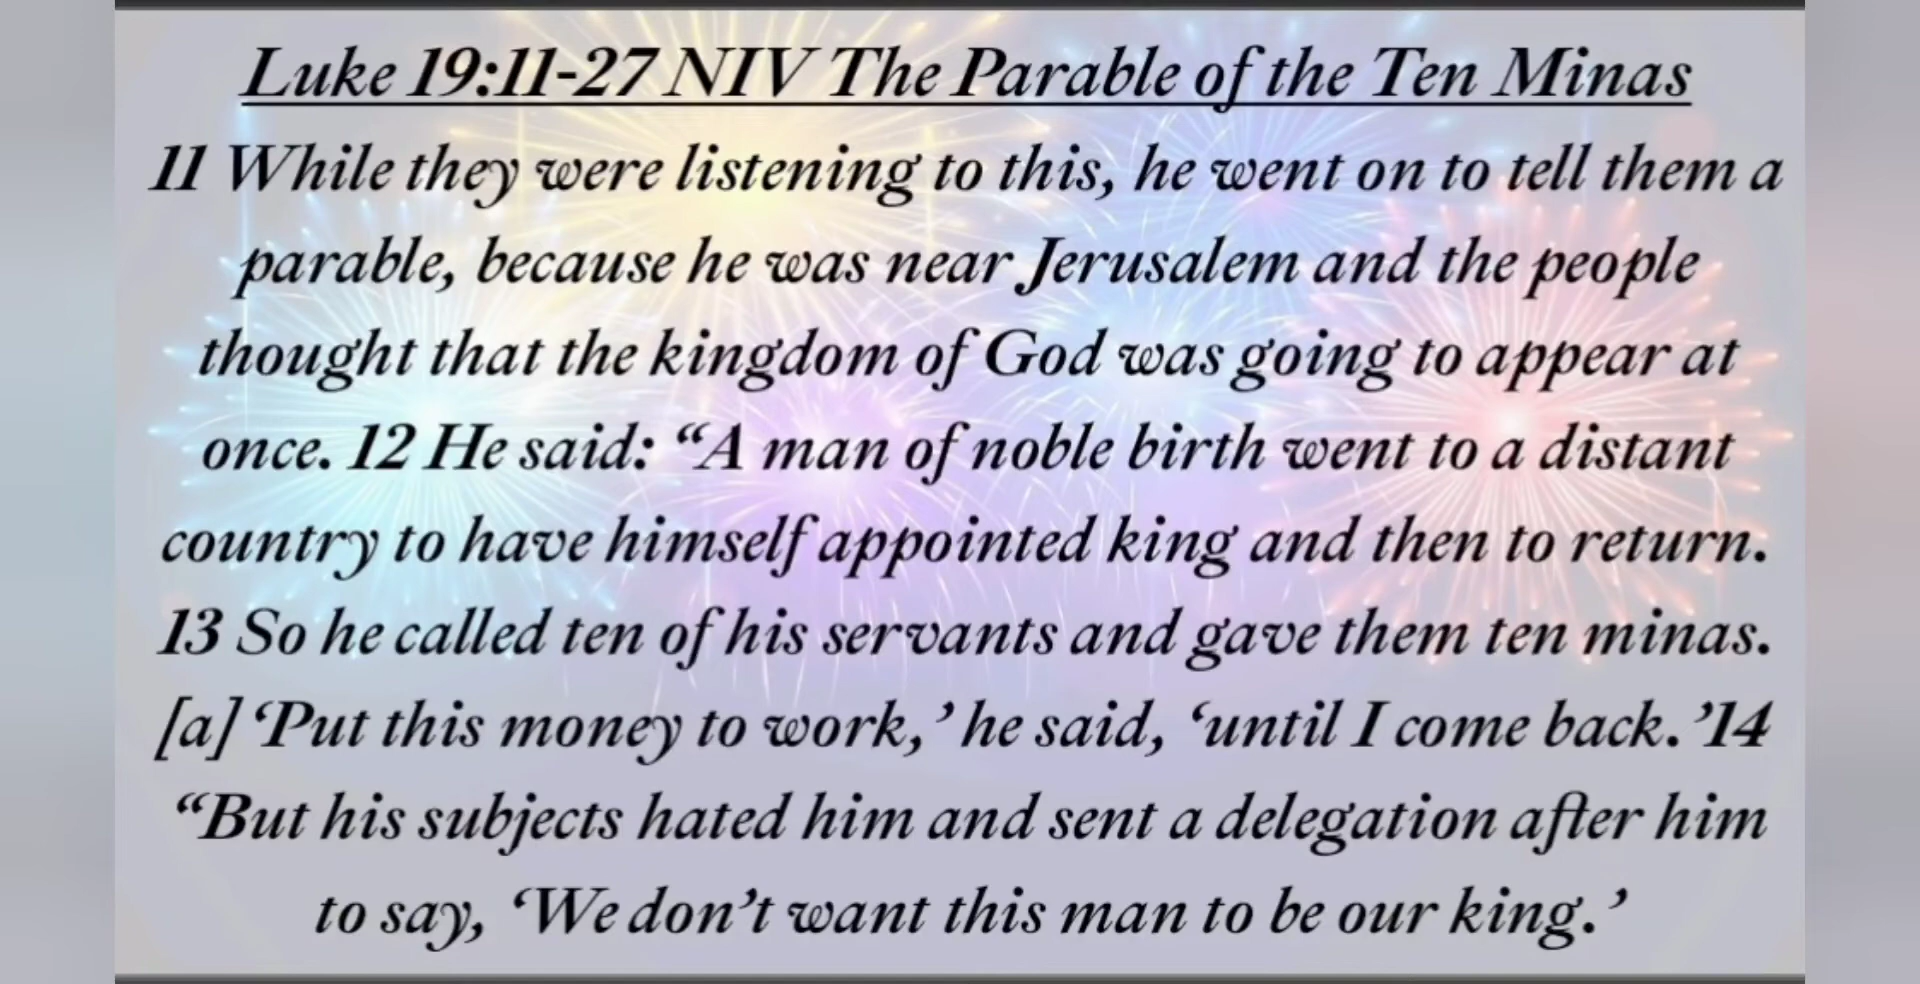 Luke 19:11-27 NIV The Parable of the Ten Minas
11 While they were listening to this, he went on to tell them a
parable, because he was near Jerusalem and the people
thought that the kingdom of God was going to appear at
once. 12 He said: “A man of noble birth went to a distant
country to have himself appointed king and then to return.
13 So he called ten of his servants and gave them ten minas.
[a] ‘Put this money to work,’ he said, ‘until I come back.’14
“But his subjects hated him and sent a delegation after him
to say, ‘We don’t want this man to be our king.’